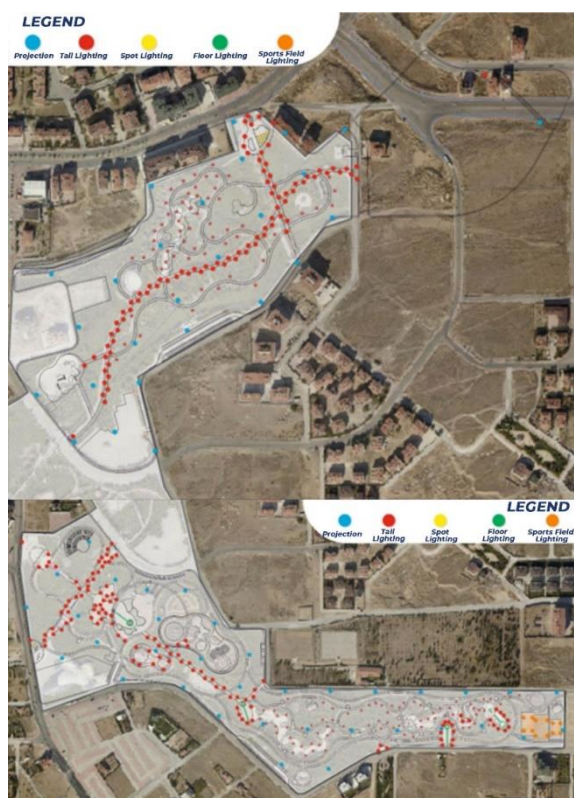 LEGEND
Projection Tall Lighting Spot Lighting Floor Lighting Sports Field
Lighting
LEGEND
Projection Tall
Lighting Spot
Lighting Floor
Lighting Sports Field
Lighting